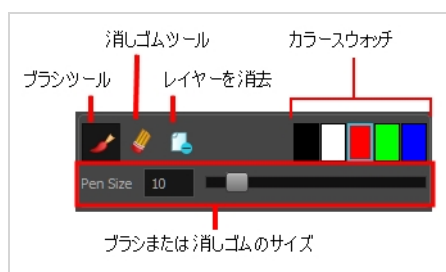 消しゴムツール
カラースウォッチ
ブラシツール
レイヤーを消去
Pen Size 10
ブラシまたは消しゴムのサイズ